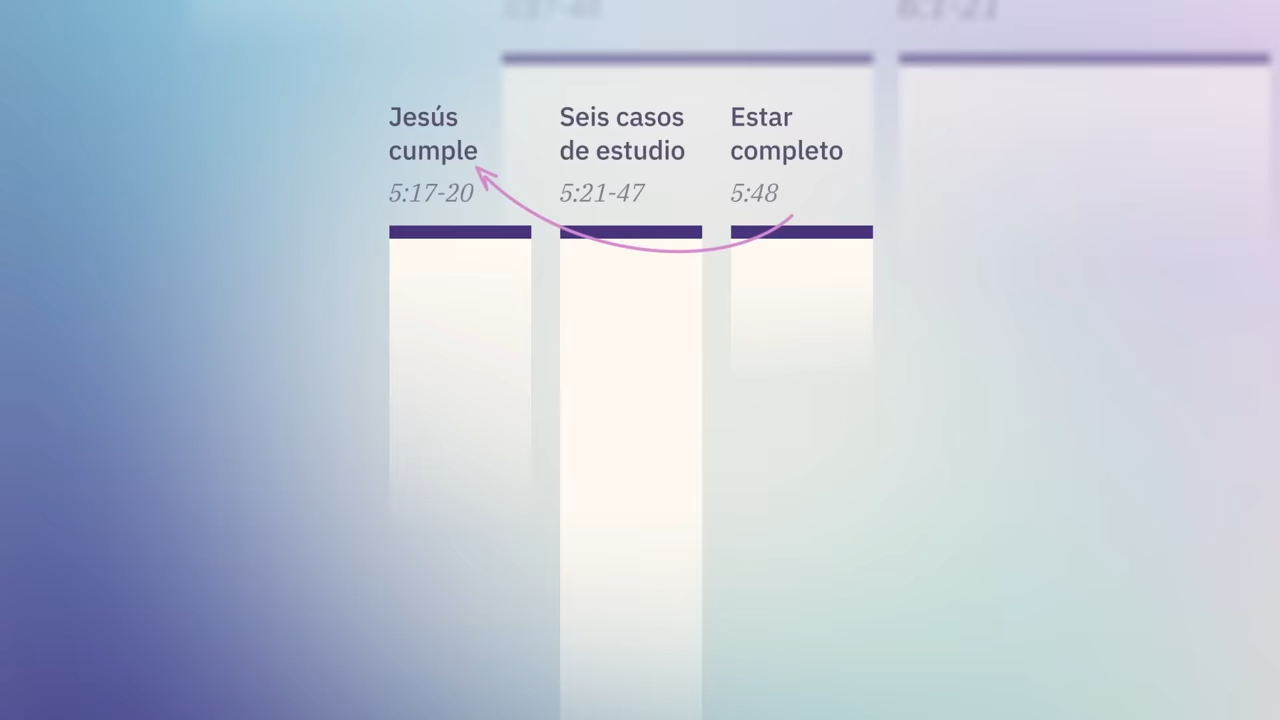 Jesús
cumple
5:17-20
Seis casos
de estudio
5:21-47
Estar
completo
5:48